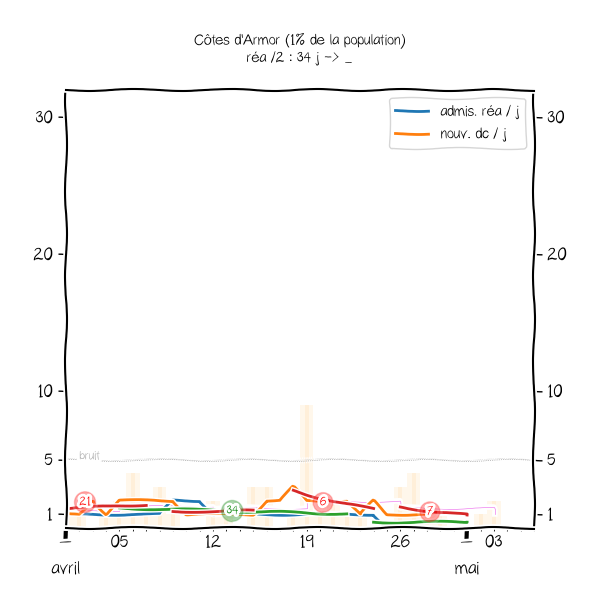 Côtes d'Armor (1% de la population)
réa /2 : 34 j -> _
admis. réa / j
nouv. dc / j
30
30
20
20
10
10
5
bruit
5
21
6
34
7
1
1
05
12
19
26
03
avril
mai